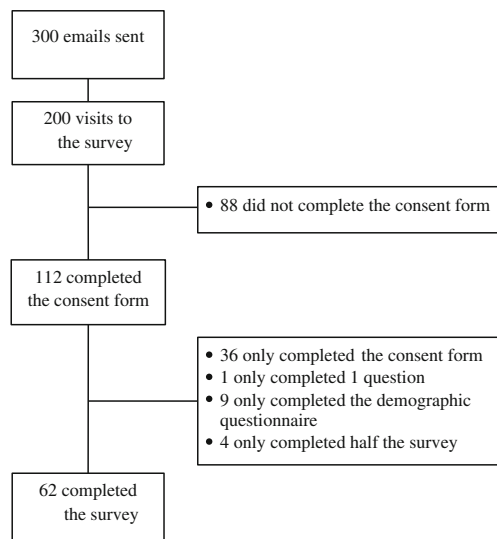 300 emails sent
200 visits to
the survey
• 88 did not complete the consent form
112 completed
the consent form
• 36 only completed the consent form
• 1 only completed 1 question
• 9 only completed the demographic
questionnaire
• 4 only completed half the survey
62 completed
the survey